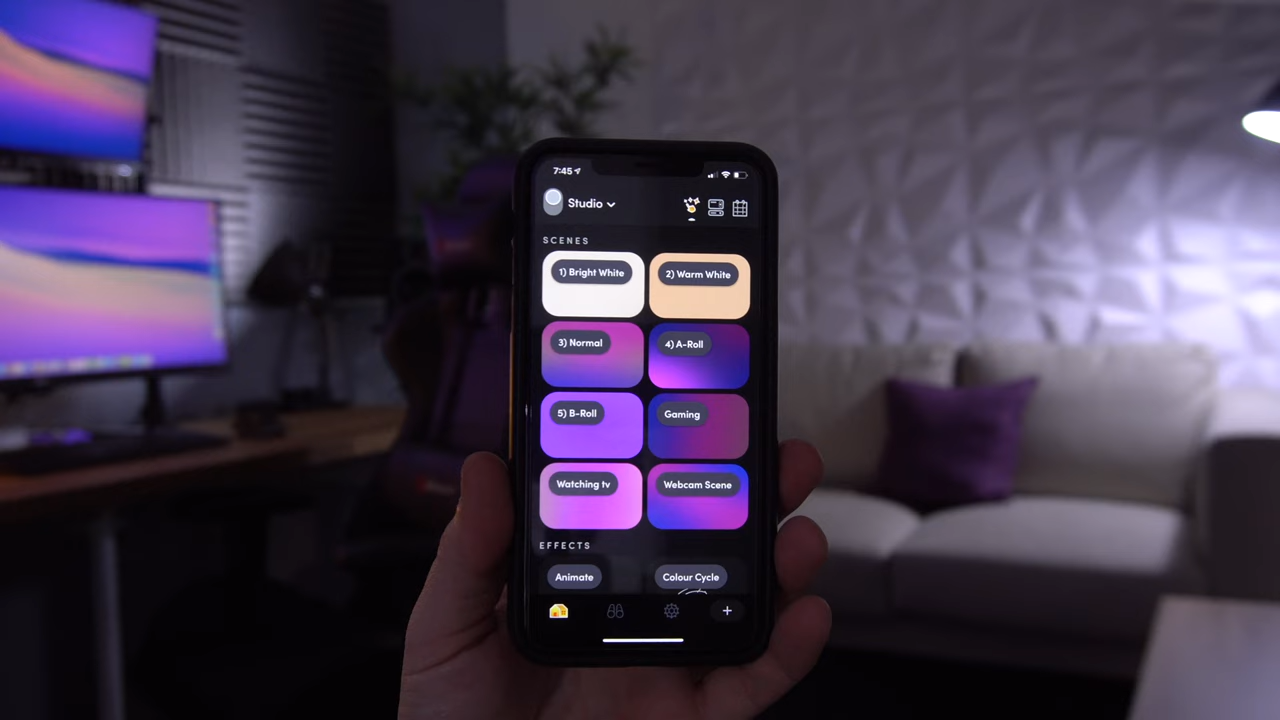 7:45
Studio
SCENES
1) Bright White
2) Warm White
3) Normal
4) A-Roll
5) B-Roll
Gaming
Watching tv
Webcam Scene
EFFECTS
Animate
Colour Cycle